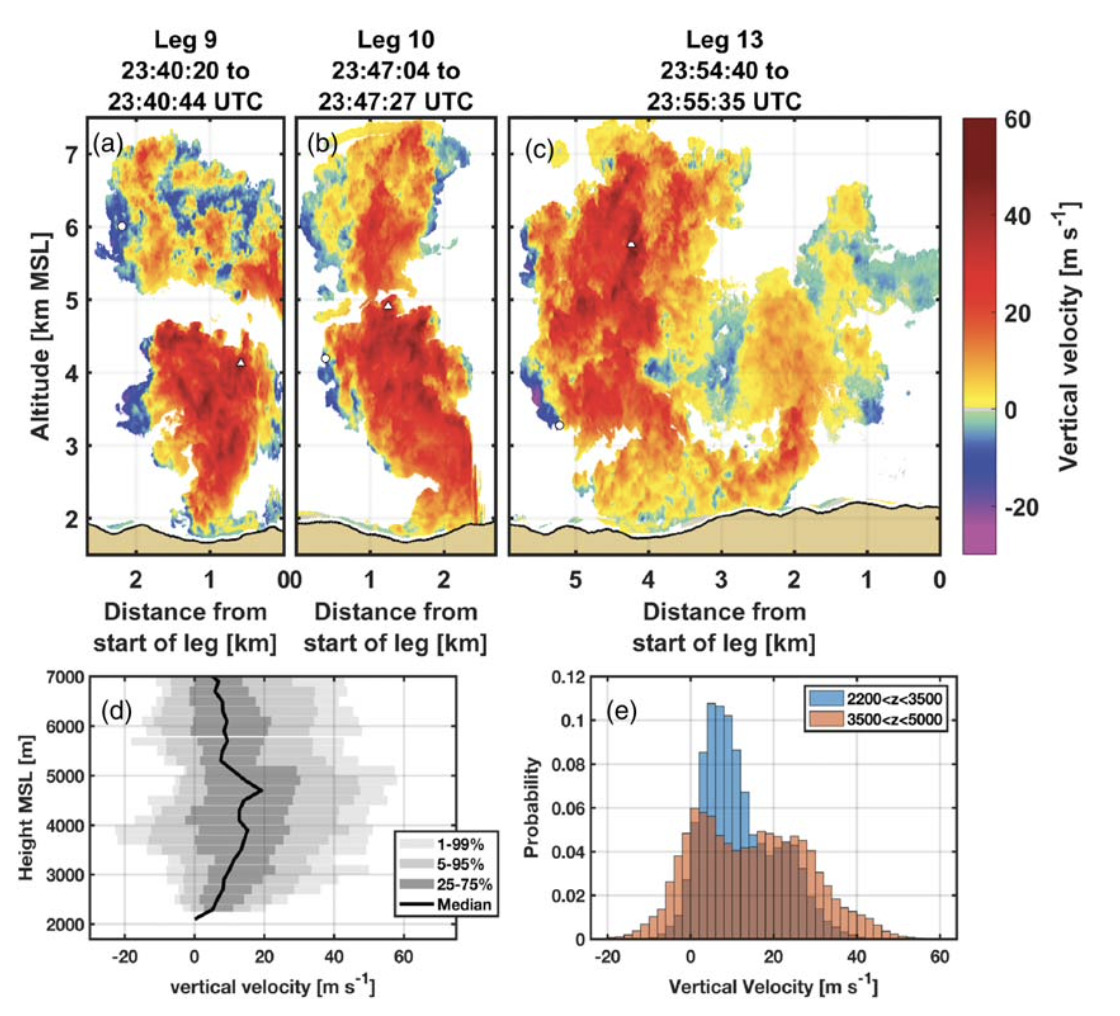 Leg 9
23:40:20 to
23:40:44 UTC
Leg 10
23:47:04 to
23:47:27 UTC
Leg 13
23:54:40 to
23:55:35 UTC
(a)
(b)
(c)
Altitude [km MSL]
7
6
5
4
3
2
2 1 0
0 1 2
5 4 3 2 1 0
Distance from
start of leg [km]
Distance from
start of leg [km]
Distance from
start of leg [km]
60
40
20
0
-20
Vertical velocity [m s-1]
(d)
Height MSL [m]
7000
6000
5000
4000
3000
2000
-20 0 20 40 60
vertical velocity [m s-1]
1-99%
5-95%
25-75%
Median
(e)
Probability
0.12
0.1
0.08
0.06
0.04
0.02
0
-20 0 20 40 60
Vertical Velocity [m s-1]
2200<z<3500
3500<z<5000